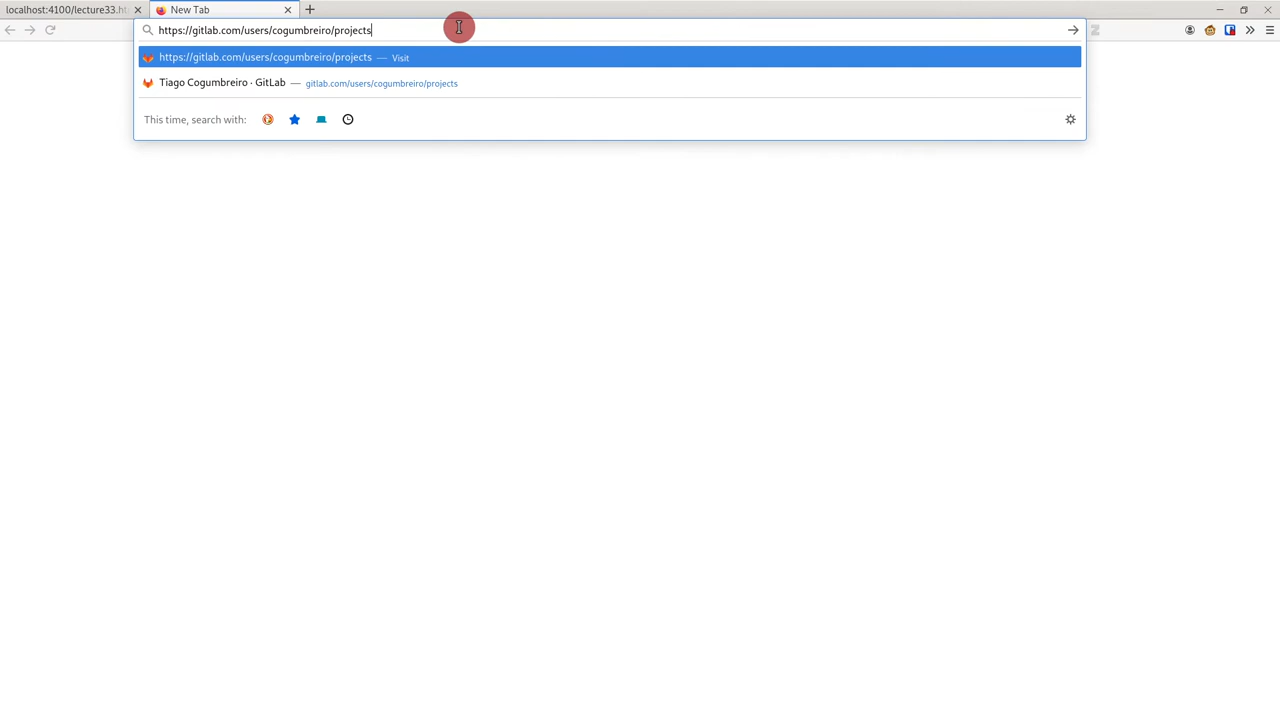 localhost:4100/lecture33.ht
New Tab
https://gitlab.com/users/cogumbreiro/projects
https://gitlab.com/users/cogumbreiro/projects — Visit
Tiago Cogumbreiro · GitLab — gitlab.com/users/cogumbreiro/projects
This time, search with: